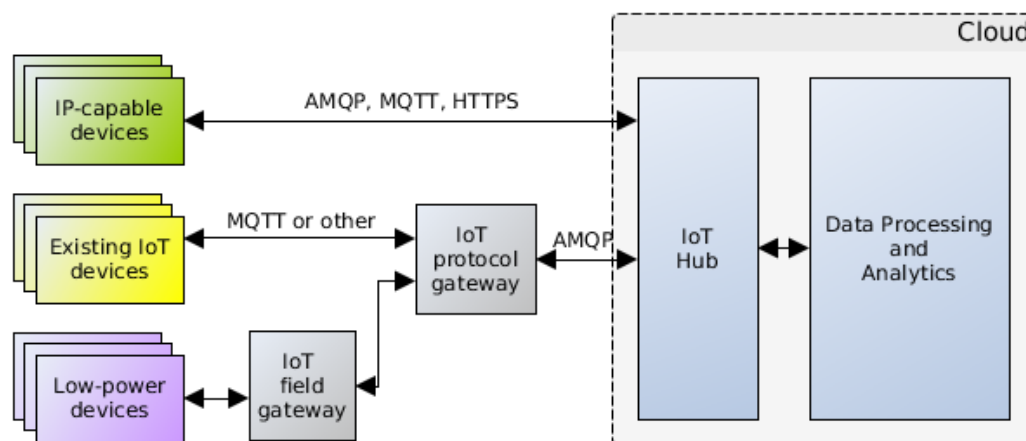 Cloud
IP-capable
devices
AMQP, MQTT, HTTPS
Existing IoT
devices
MQTT or other
IoT
protocol
gateway
AMQP
IoT
Hub
Data Processing
and
Analytics
Low-power
devices
IoT
field
gateway